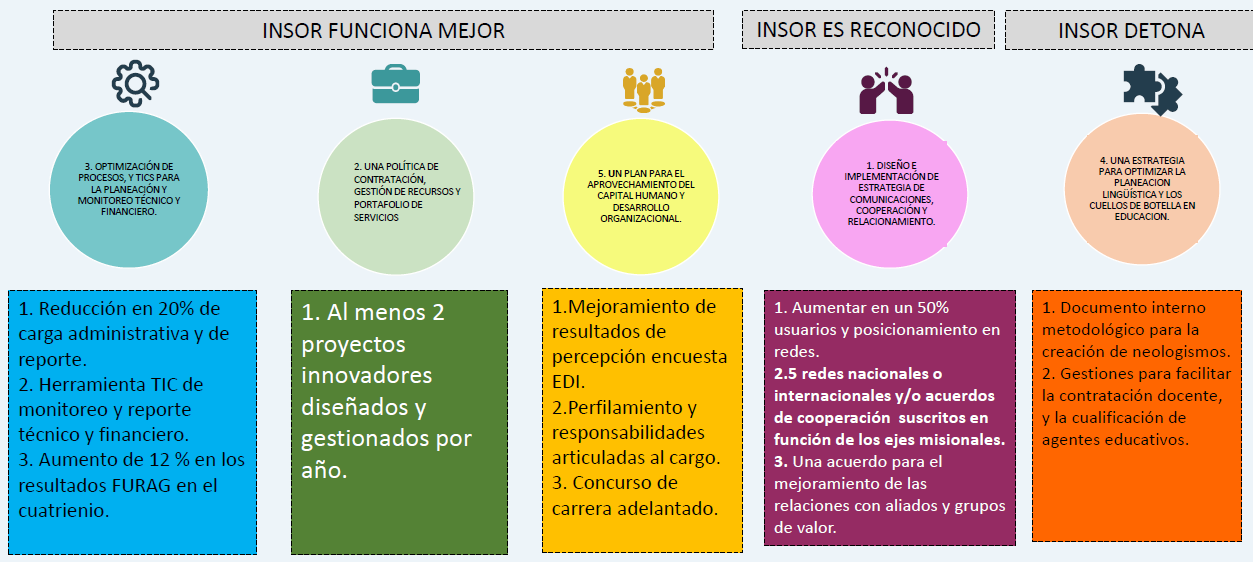 INSOR FUNCIONA MEJOR
INSOR ES RECONOCIDO
INSOR DETONA
3. OPTIMIZACIÓN DE
PROCESOS, Y TICS PARA
LA PLANEACIÓN Y
MONITOREO TÉCNICO Y
FINANCIERO.
2. UNA POLÍTICA DE
CONTRATACIÓN,
GESTIÓN DE RECURSOS Y
PORTAFOLIO DE
SERVICIOS
5. UN PLAN PARA EL
APROVECHAMIENTO DEL
CAPITAL HUMANO Y
DESARROLLO
ORGANIZACIONAL.
1. DISEÑO E
IMPLEMENTACIÓN DE
ESTRATEGIA DE
COMUNICACIONES,
COOPERACIÓN Y
RELACIONAMIENTO.
4. UNA ESTRATEGIA
PARA OPTIMIZAR LA
PLANEACION
LINGÜÍSTICA Y LOS
CUELLOS DE BOTELLA EN
EDUCACION.
1. Reducción en 20% de
carga administrativa y de
reporte.
2. Herramienta TIC de
monitoreo y reporte
técnico y financiero.
3. Aumento de 12 % en los
resultados FURAG en el
cuatrienio.
1. Al menos 2
proyectos
innovadores
diseñados y
gestionados por
año.
1.Mejoramiento de
resultados de
percepción encuesta
EDI.
2.Perfilamiento y
responsabilidades
articuladas al cargo.
3. Concurso de
carrera adelantado.
1. Aumentar en un 50%
usuarios y posicionamiento en
redes.
2.5 redes nacionales o
internacionales y/o acuerdos
de cooperación suscritos en
función de los ejes misionales.
3. Una acuerdo para el
mejoramiento de las
relaciones con aliados y grupos
de valor.
1. Documento interno
metodológico para la
creación de neologismos.
2. Gestiones para facilitar
la contratación docente,
y la cualificación de
agentes educativos.